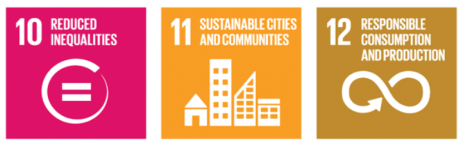 10 REDUCED
INEQUALITIES
11 SUSTAINABLE CITIES
AND COMMUNITIES
12 RESPONSIBLE
CONSUMPTION
AND PRODUCTION